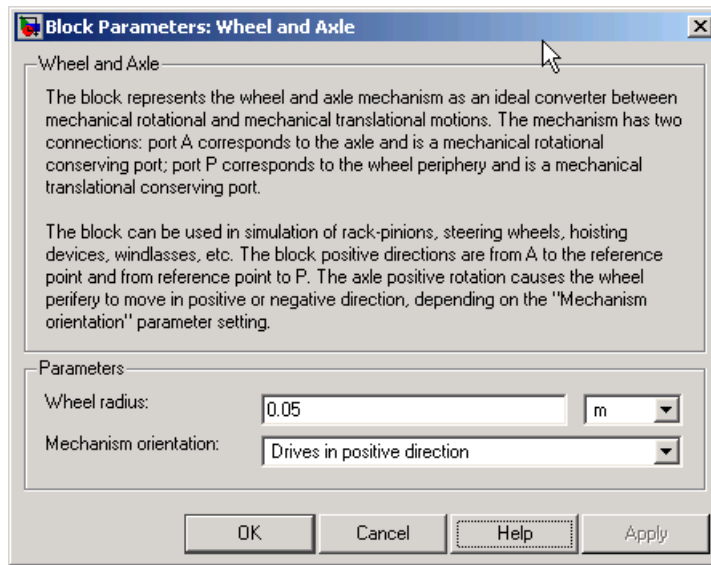 Block Parameters: Wheel and Axle
Wheel and Axle
The block represents the wheel and axle mechanism as an ideal converter between
mechanical rotational and mechanical translational motions. The mechanism has two
connections: port A corresponds to the axle and is a mechanical rotational
conserving port; port P corresponds to the wheel periphery and is a mechanical
translational conserving port.
The block can be used in simulation of rack-pinions, steering wheels, hoisting
devices, windlasses, etc. The block positive directions are from A to the reference
point and from reference point to P. The axle positive rotation causes the wheel
perifery to move in positive or negative direction, depending on the "Mechanism
orientation" parameter setting.
Parameters
Wheel radius: 0.05 m
Mechanism orientation: Drives in positive direction
OK Cancel Help Apply